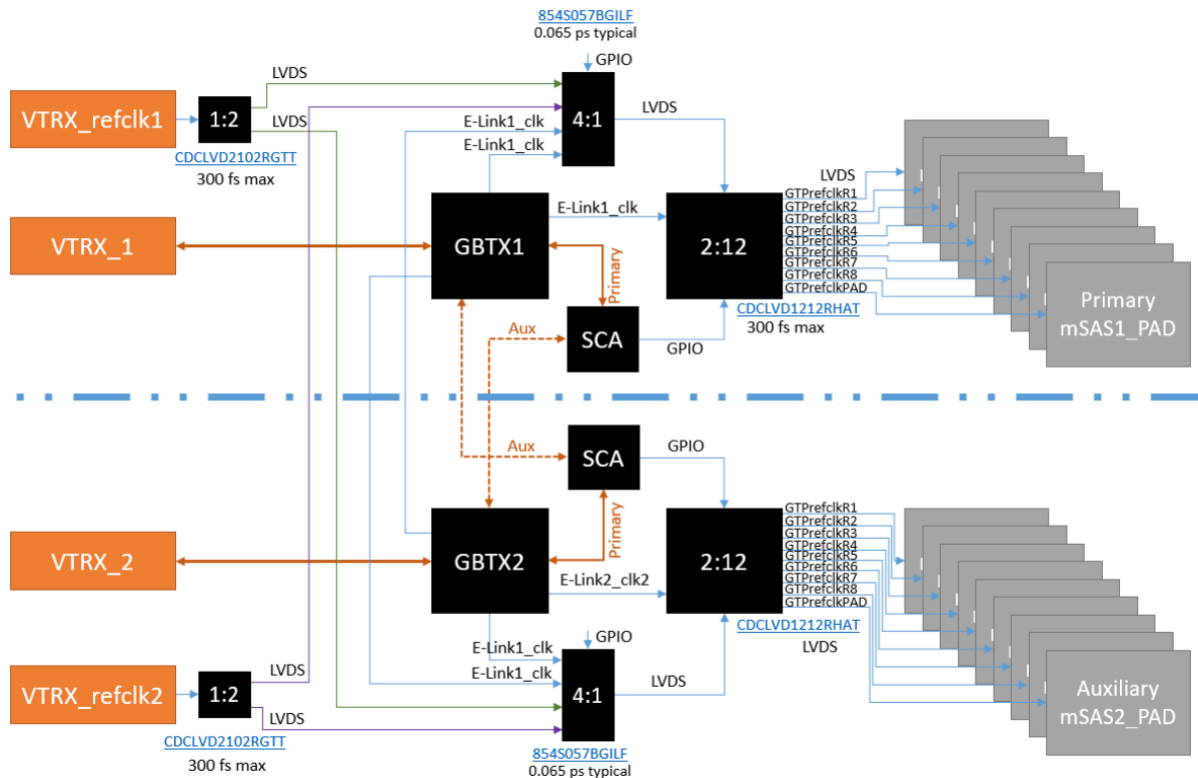 854S057BGILF
0.065 ps typical
GPIO
LVDS
VTRX_refclk1
1:2
LVDS
4:1
LVDS
E-Link1_clk
E-Link1_clk
CDCLVD2102RGTT
300 fs max
LVDS
GTPrefclkR1
GTPrefclkR2
GTPrefclkR3
GTPrefclkR4
GTPrefclkR5
GTPrefclkR6
GTPrefclkR7
GTPrefclkR8
GTPrefclkPAD
VTRX_1
GBTX1
E-Link1_clk
2:12
Primary
CDCLVD1212RHAT
300 fs max
Primary
mSAS1_PAD
Aux
SCA
GPIO
Aux
SCA
GPIO
Primary
VTRX_2
GBTX2
E-Link2_clk2
2:12
GTPrefclkR1
GTPrefclkR2
GTPrefclkR3
GTPrefclkR4
GTPrefclkR5
GTPrefclkR6
GTPrefclkR7
GTPrefclkR8
GTPrefclkPAD
CDCLVD1212RHAT
LVDS
GPIO
E-Link1_clk
E-Link1_clk
LVDS
VTRX_refclk2
1:2
LVDS
4:1
LVDS
Auxiliary
mSAS2_PAD
CDCLVD2102RGTT
300 fs max
854S057BGILF
0.065 ps typical